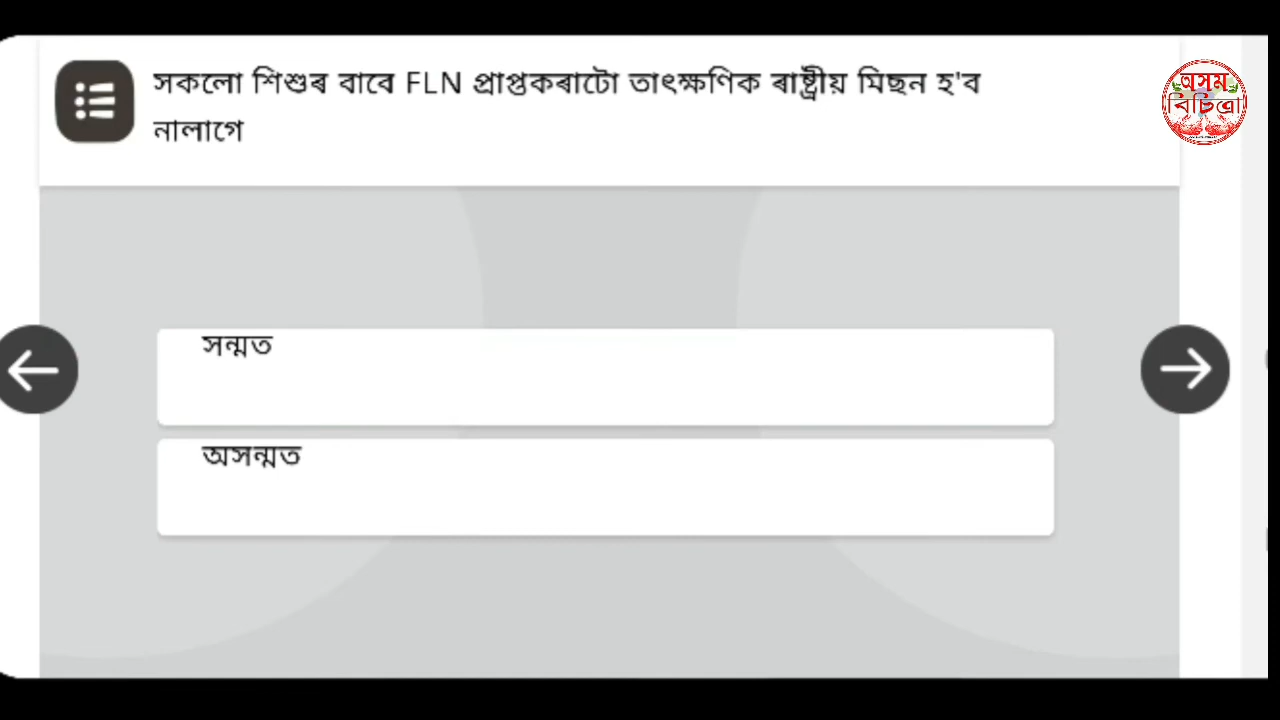 সকলো শিশুৰ বাবে FLN প্ৰাপ্তকৰাটো তাৎক্ষণিক ৰাষ্ট্ৰীয় মিছন হ'ব
নালাগে
অসম
বিচিত্ৰা
সন্মত
অসন্মত